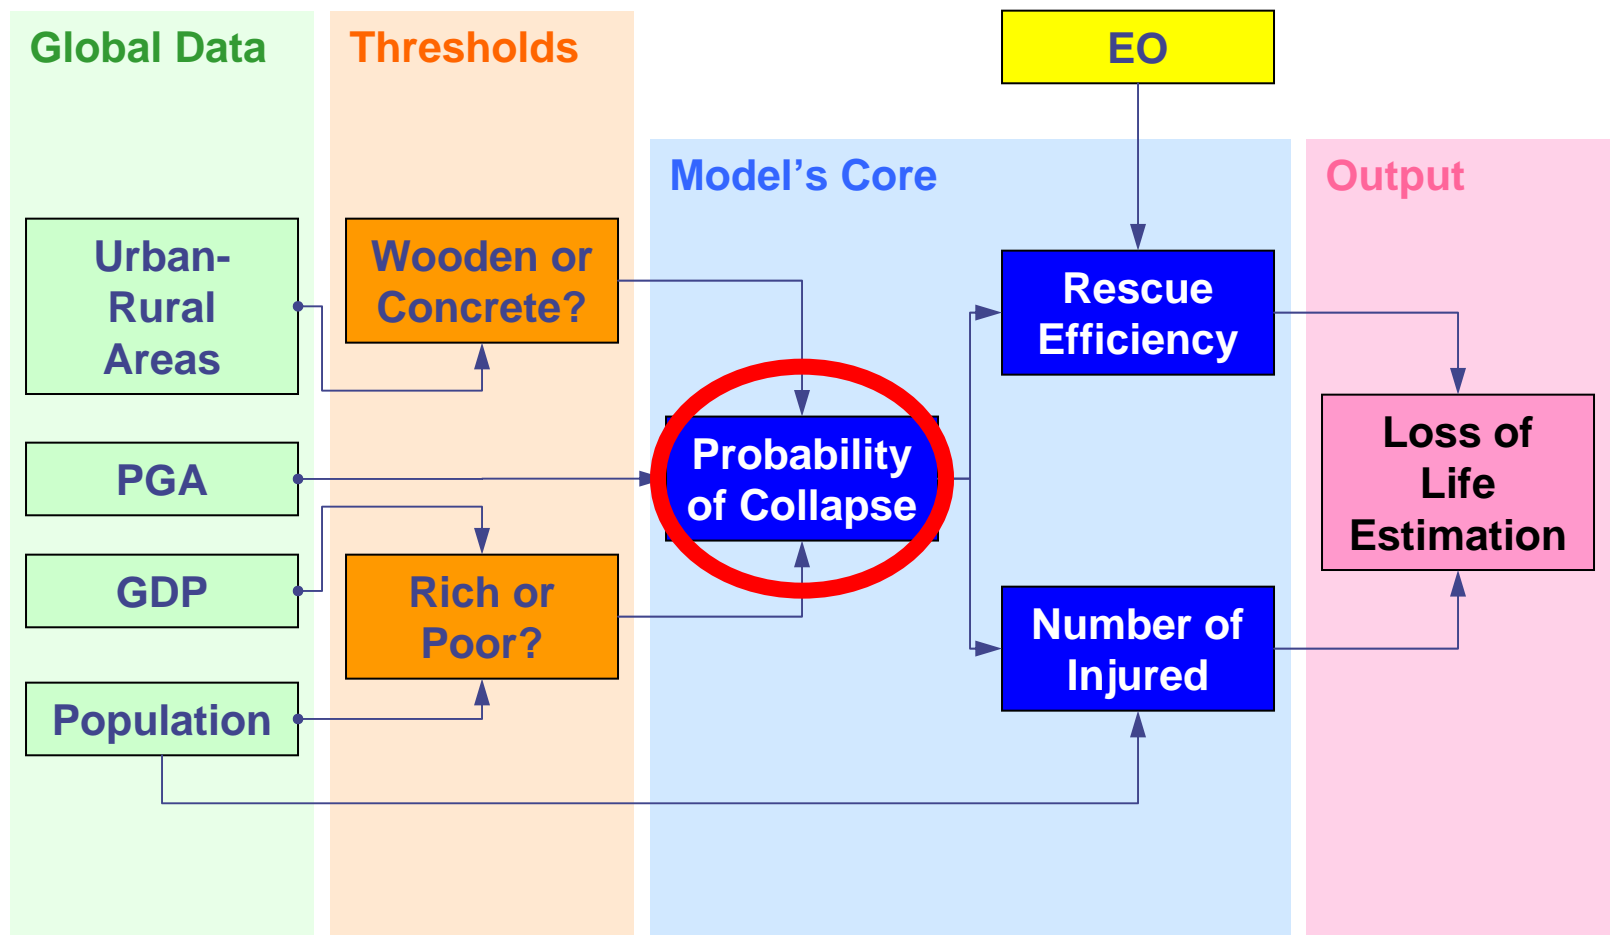 Global Data
Thresholds
EO
Model’s Core
Output
Urban-
Rural
Areas
Wooden or
Concrete?
Rescue
Efficiency
PGA
Probability
of Collapse
Loss of
Life
Estimation
GDP
Rich or
Poor?
Number of
Injured
Population